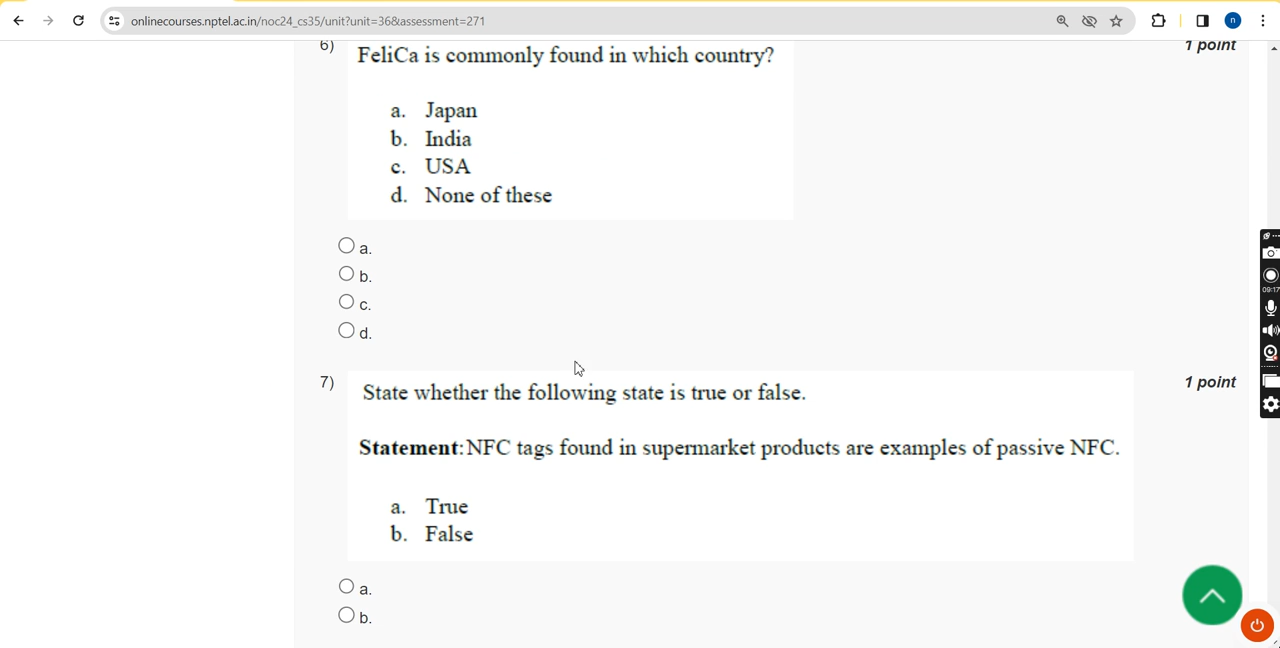 onlinecourses.nptel.ac.in/noc24_cs35/unit?unit=36&assessment=271
n
6)
1 point
FeliCa is commonly found in which country?
a. Japan
b. India
c. USA
d. None of these
a.
b.
c.
d.
7)
1 point
State whether the following state is true or false.
Statement:NFC tags found in supermarket products are examples of passive NFC.
a. True
b. False
a.
b.
09:17